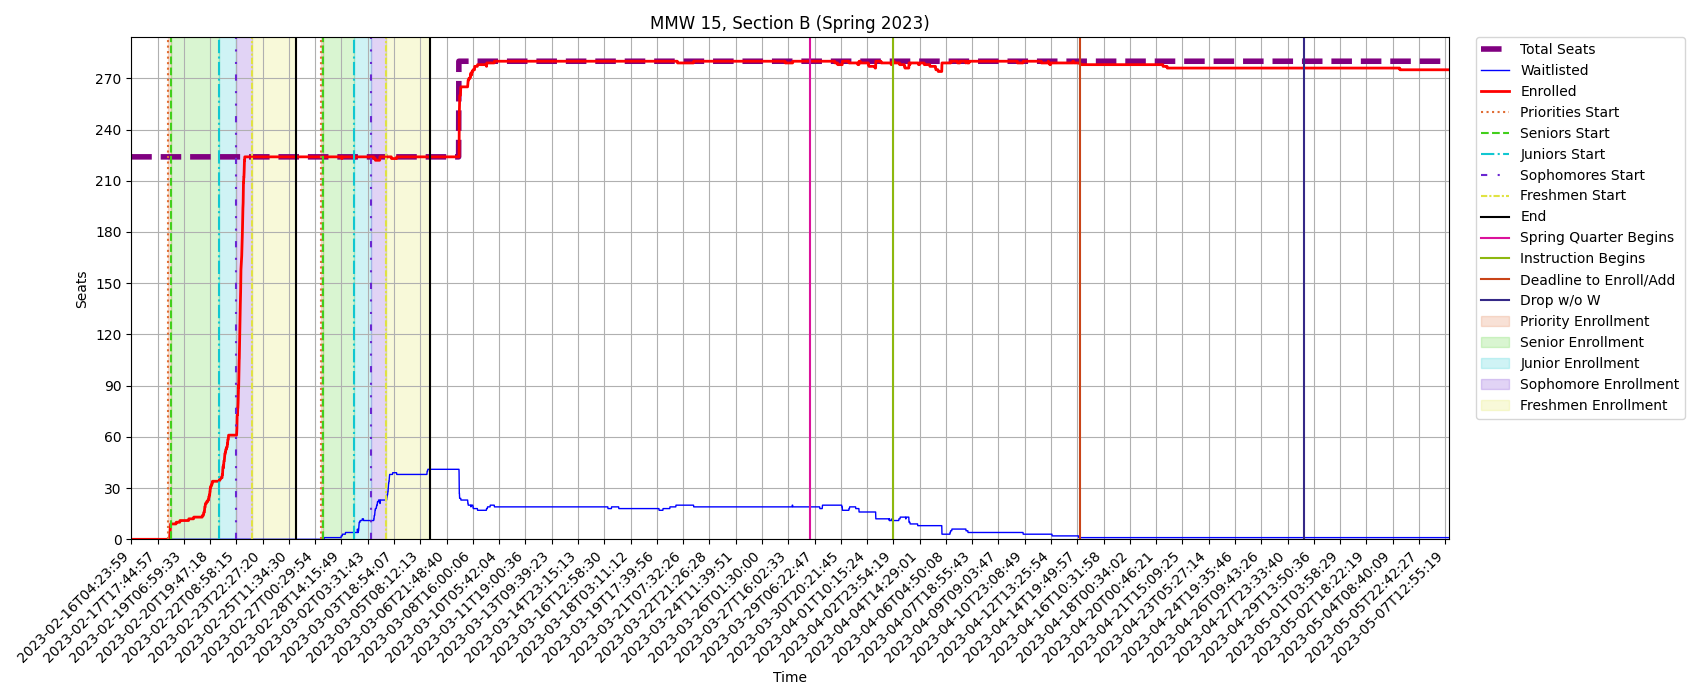 MMW 15, Section B (Spring 2023)
Seats
270
240
210
180
150
120
90
60
30
0
2023-02-16T04:23:59
2023-02-17T17:44:57
2023-02-19T06:59:33
2023-02-20T19:47:18
2023-02-22T08:58:15
2023-02-23T22:27:20
2023-02-25T11:34:30
2023-02-27T00:29:54
2023-02-28T14:15:49
2023-03-02T03:31:43
2023-03-03T18:54:07
2023-03-05T08:12:13
2023-03-06T21:48:40
2023-03-08T16:00:06
2023-03-10T05:42:04
2023-03-11T19:00:36
2023-03-13T09:39:23
2023-03-14T23:15:13
2023-03-16T12:58:30
2023-03-18T03:11:12
2023-03-19T17:39:56
2023-03-21T07:32:26
2023-03-22T21:26:28
2023-03-24T11:39:51
2023-03-26T01:30:00
2023-03-27T16:02:33
2023-03-29T06:22:47
2023-03-30T20:21:45
2023-04-01T10:15:24
2023-04-02T23:54:19
2023-04-04T14:29:01
2023-04-06T04:50:08
2023-04-07T18:55:43
2023-04-09T09:03:47
2023-04-10T23:08:49
2023-04-12T13:25:54
2023-04-14T19:49:57
2023-04-16T10:31:58
2023-04-18T00:34:02
2023-04-20T00:46:21
2023-04-21T15:09:25
2023-04-23T05:27:14
2023-04-24T19:35:46
2023-04-26T09:43:26
2023-04-27T23:33:40
2023-04-29T13:50:36
2023-05-01T03:58:29
2023-05-02T18:22:19
2023-05-04T08:40:09
2023-05-05T22:42:27
2023-05-07T12:55:19
Time
Total Seats
Waitlisted
Enrolled
Priorities Start
Seniors Start
Juniors Start
Sophomores Start
Freshmen Start
End
Spring Quarter Begins
Instruction Begins
Deadline to Enroll/Add
Drop w/o W
Priority Enrollment
Senior Enrollment
Junior Enrollment
Sophomore Enrollment
Freshmen Enrollment